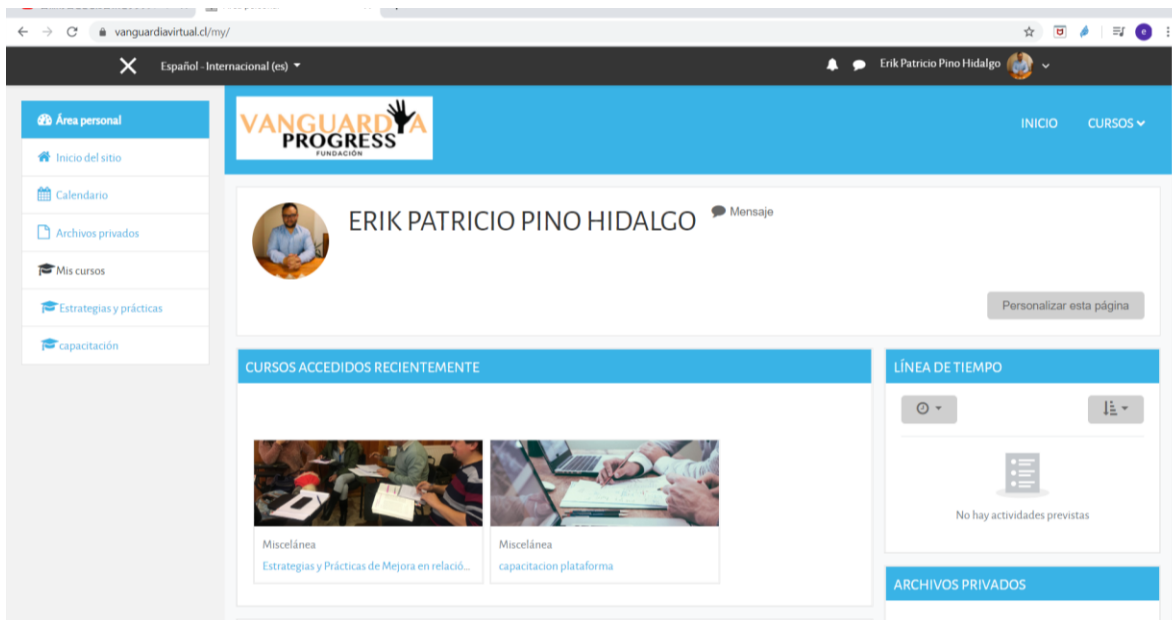 vanguardiavirtual.cl/my/
e
Español - Internacional (es)
Erik Patricio Pino Hidalgo
Área personal
Inicio del sitio
Calendario
Archivos privados
Mis cursos
Estrategias y prácticas
capacitación
VANGUARDIA
PROGRESS
FUNDACIÓN
INICIO
CURSOS
ERIK PATRICIO PINO HIDALGO
Mensaje
Personalizar esta página
CURSOS ACCEDIDOS RECIENTEMENTE
Miscelánea
Estrategias y Prácticas de Mejora en relació...
Miscelánea
capacitacion plataforma
LÍNEA DE TIEMPO
No hay actividades previstas
ARCHIVOS PRIVADOS